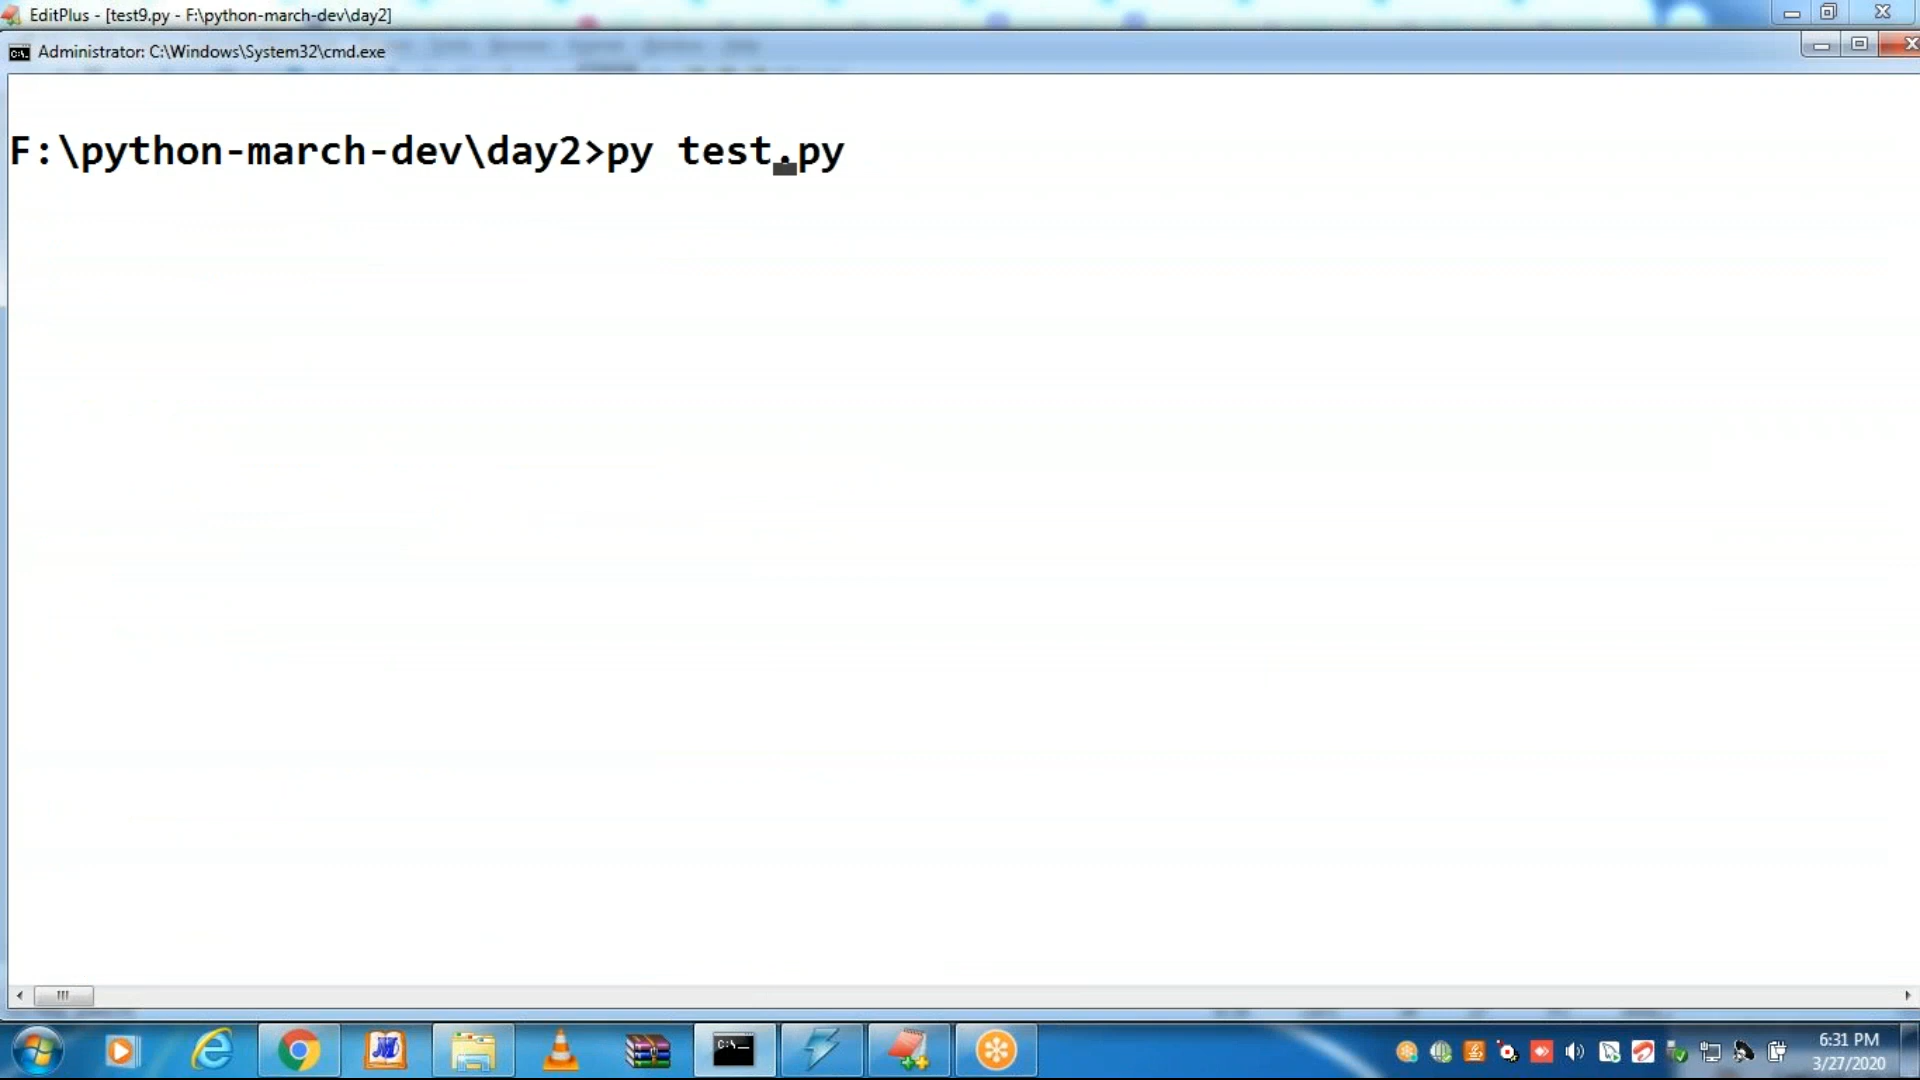 EditPlus - [test9.py - F:\python-march-dev\day2]
Administrator: C:\Windows\System32\cmd.exe
F:\python-march-dev\day2>py test.py
6:31 PM
3/27/2020